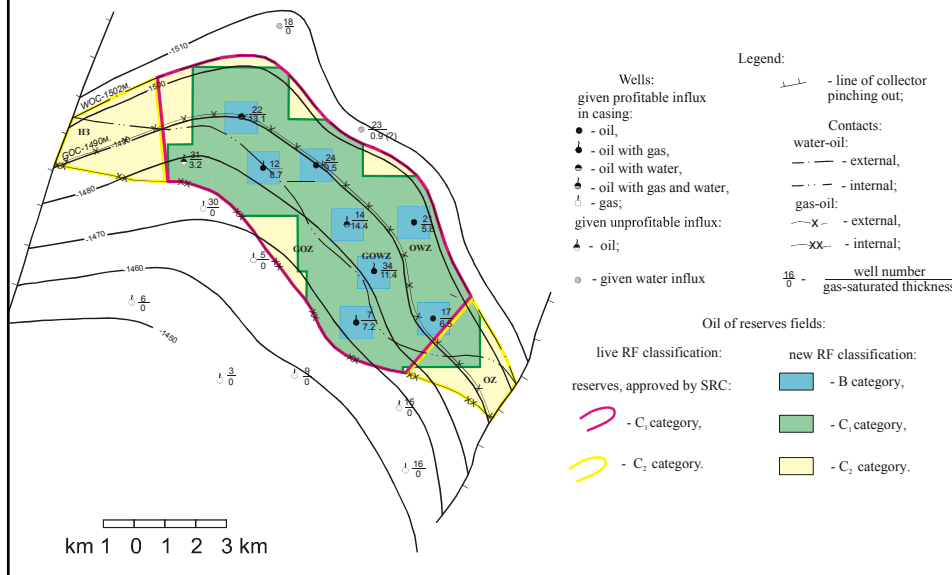 18
0
-1510
WOC-1502м.
-1500
23
0.9 (2)
22
13.1
НЗ
GOC-1490м.
-1490
31
3.2
12
8.7
24
9.5
-1480
30
0
14
14.4
21
5.8
-1470
GOZ
OWZ
5
0
GOWZ
1460
34
11.4
6
0
7
7.2
17
6.5
-1450
3
0
9
0
OZ
15
0
16
0
km 1 0 1 2 3 km
Legend:
Wells:
given profitable influx
in casing:
- oil,
- oil with gas,
- oil with water,
- oil with gas and water,
- gas;
given unprofitable influx:
- oil;
- given water influx
- line of collector
pinching out;
Contacts:
water-oil:
- external,
- internal;
gas-oil:
- external,
- internal;
16
0
well number
gas-saturated thickness
Oil of reserves fields:
live RF classification:
reserves, approved by SRC:
- C₁ category,
- C₂ category.
new RF classification:
- B category,
- C₁ category,
- C₂ category.